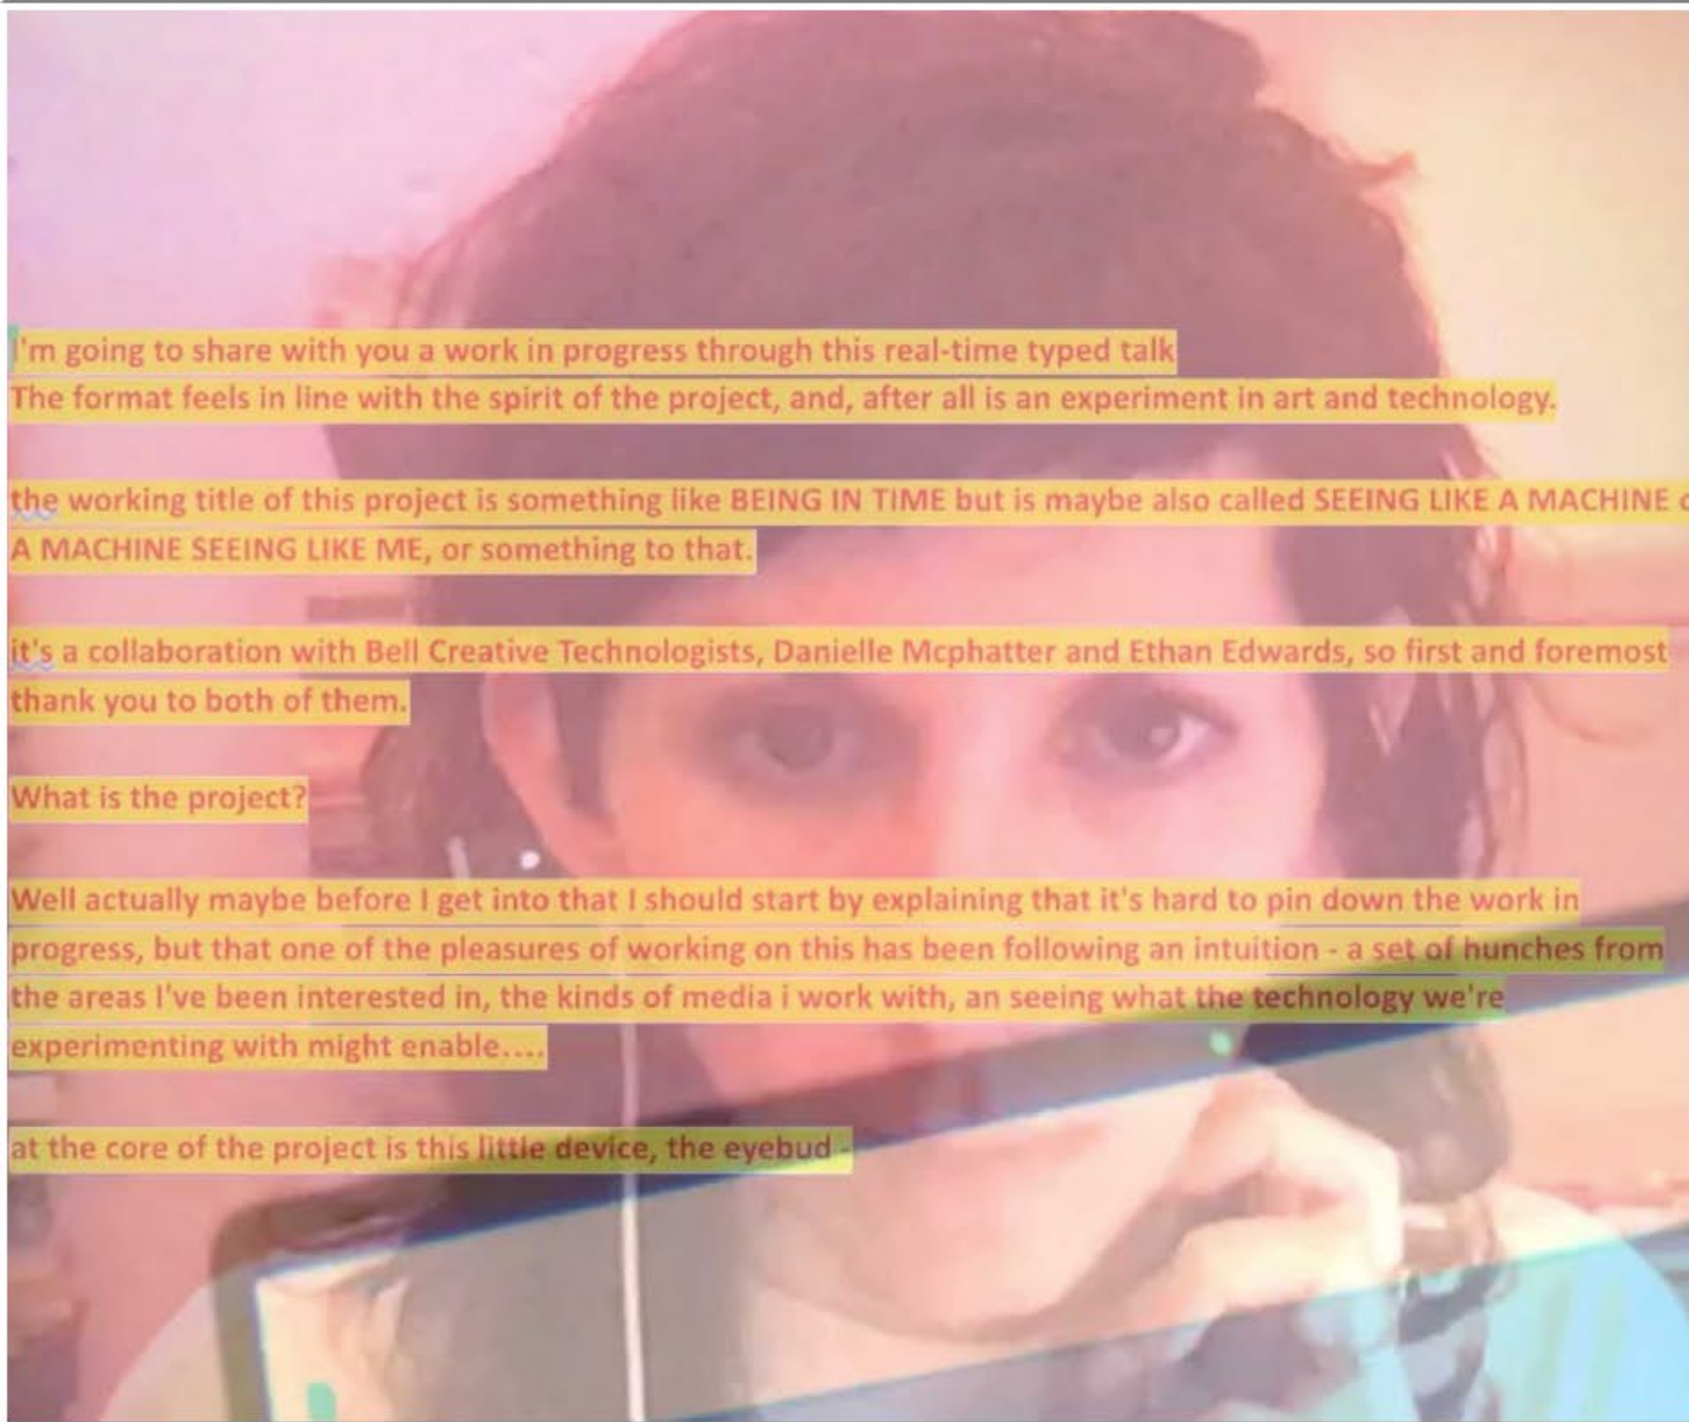 I'm going to share with you a work in progress through this real-time typed talk
The format feels in line with the spirit of the project, and, after all is an experiment in art and technology.
the working title of this project is something like BEING IN TIME but is maybe also called SEEING LIKE A MACHINE
A MACHINE SEEING LIKE ME, or something to that.
it's a collaboration with Bell Creative Technologists, Danielle Mcphatter and Ethan Edwards, so first and foremost
thank you to both of them.
What is the project?
Well actually maybe before I get into that I should start by explaining that it's hard to pin down the work in
progress, but that one of the pleasures of working on this has been following an intuition - a set of hunches from
the areas I've been interested in, the kinds of media i work with, an seeing what the technology we're
experimenting with might enable....
at the core of the project is this little device, the eyebud -